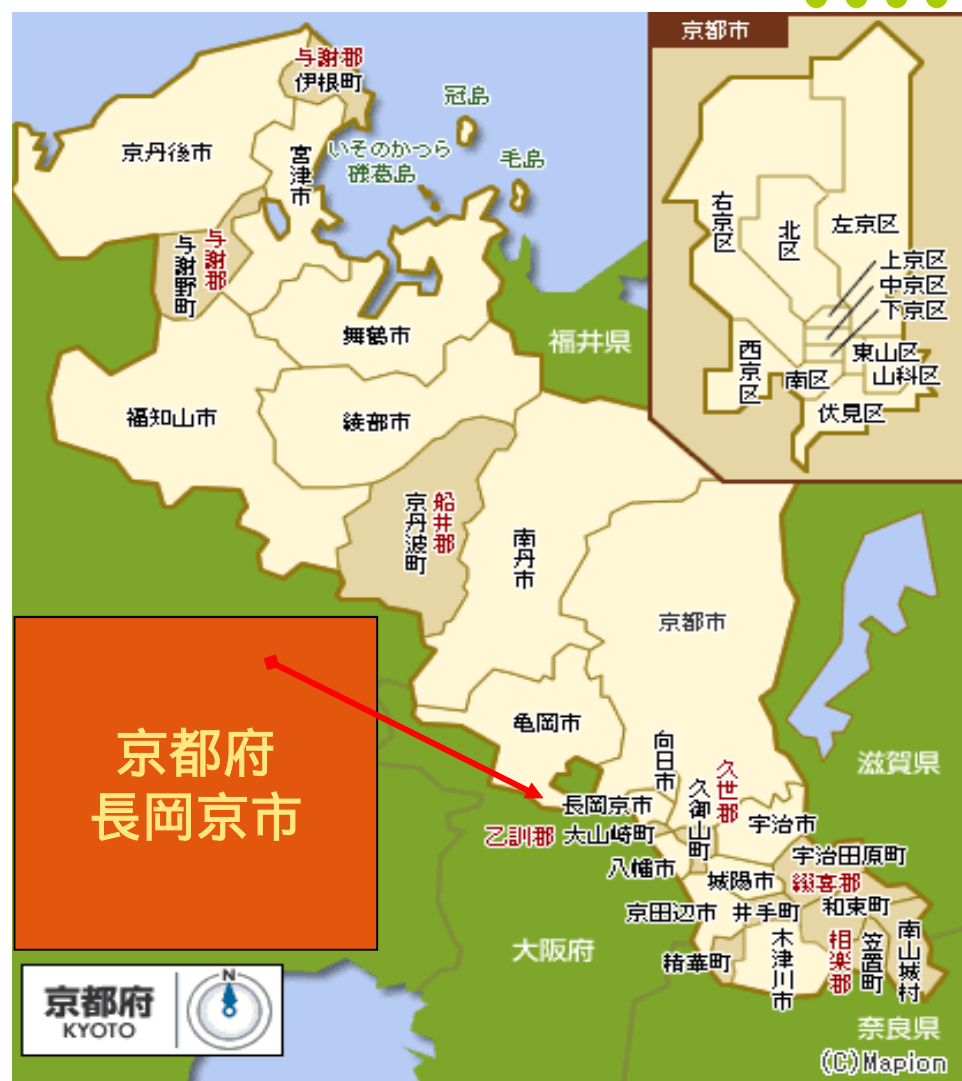 京都市
与謝郡
伊根町
冠島
京丹後市
宮津市
いそのかつら
磯葛島
毛島
右京区
北区
左京区
上京区
中京区
下京区
与謝野町
与謝郡
舞鶴市
福井県
西京区
南区
東山区
山科区
伏見区
福知山市
綾部市
京丹波町
船井郡
南丹市
京都市
亀岡市
京都府
長岡京市
向日市
久御山町
久世郡
滋賀県
長岡京市
乙訓郡
大山崎町
宇治市
八幡市
宇治田原町
城陽市
綴喜郡
京田辺市
井手町
和束町
大阪府
精華町
木津川市
相楽郡
笠置町
南山城村
京都府
KYOTO
N
奈良県
(C)Mapion